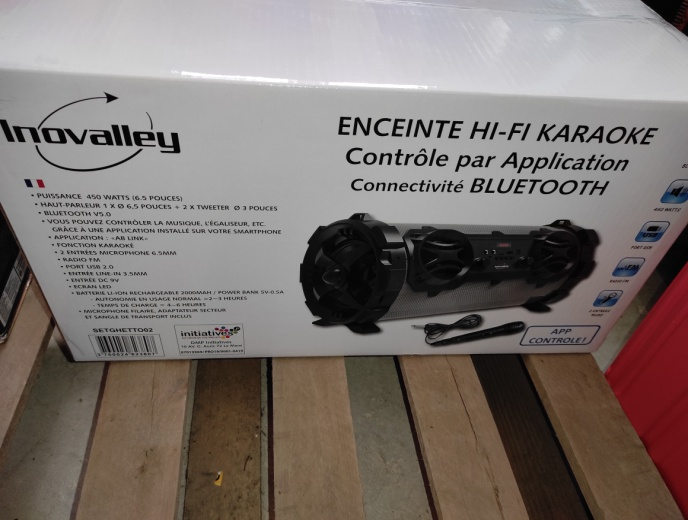 Inovalley
ENCEINTE HI-FI KARAOKE
Contrôle par Application
Connectivité BLUETOOTH
• PUISSANCE 450 WATTS (6.5 POUCES)
• HAUT-PARLEUR 1 X Ø 6,5 POUCES + 2 X TWEETER Ø 3 POUCES
• BLUETOOTH V5.0
• VOUS POUVEZ CONTRÔLER LA MUSIQUE, L'ÉGALISEUR, ETC.
GRÂCE À UNE APPLICATION INSTALLÉ SUR VOTRE SMARTPHONE
• APPLICATION : «AB LINK»
• FONCTION KARAOKÉ
• 2 ENTRÉES MICROPHONE 6.5MM
• RADIO FM
• PORT USB 2.0
• ENTRÉE LINE-IN 3.5MM
• ENTRÉE DC 9V
• ECRAN LED
• BATTERIE LI-ION RECHARGEABLE 2000MAH / POWER BANK 5V-0.5A
- AUTONOMIE EN USAGE NORMAL =2~3 HEURES
- TEMPS DE CHARGE = 4~6 HEURES
• MICROPHONE FILAIRE, ADAPTATEUR SECTEUR
ET SANGLE DE TRANSPORT INCLUS
SETGHETTO02
initiatives
DMP Initiatives
450 WATTS
PORT USB
RADIO FM
APP
CONTROLE!